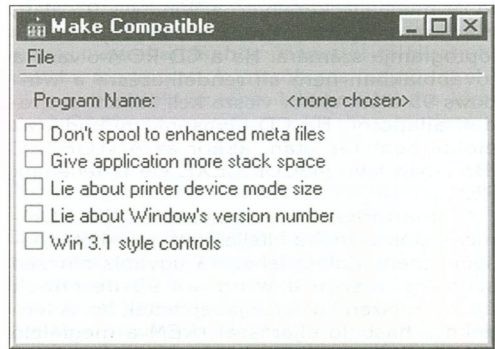 Make Compatible
File
Program Name: <none chosen>
Don't spool to enhanced meta files
Give application more stack space
Lie about printer device mode size
Lie about Window's version number
Win 3.1 style controls